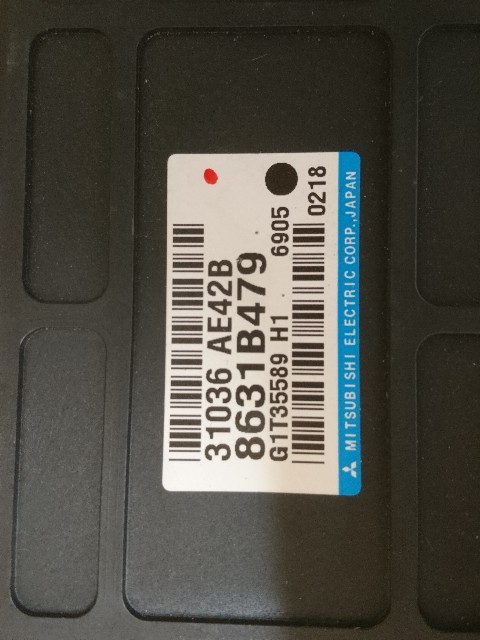 31036 AE42B
8631B479
G1T35589 H1 6905
0218
MITSUBISHI ELECTRIC CORP.,JAPAN